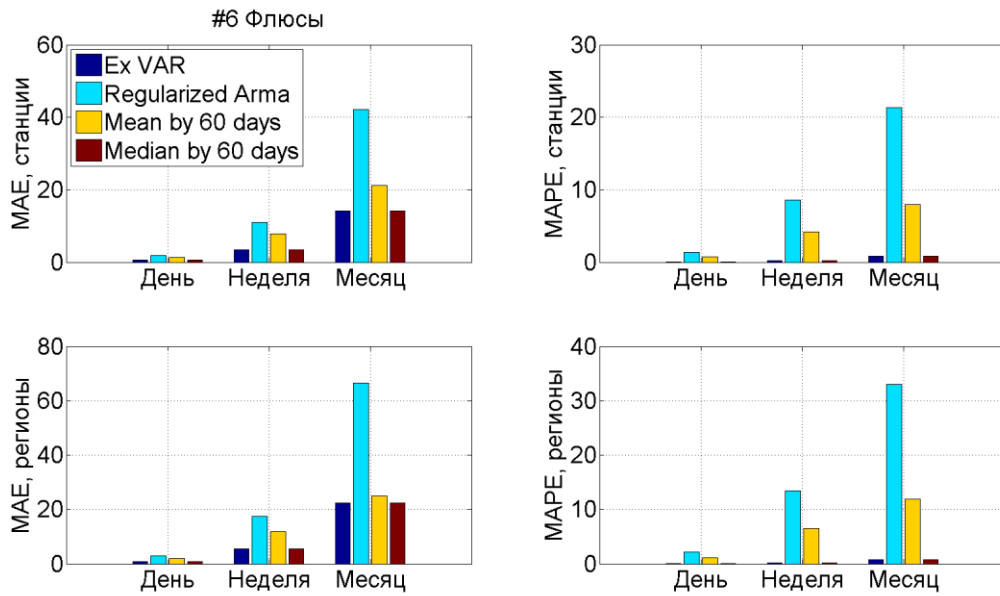 #6 Флюсы
60
40
20
0
MAE, станции
Ex VAR
Regularized Arma
Mean by 60 days
Median by 60 days
День Неделя Месяц
30
20
10
0
MAPE, станции
День Неделя Месяц
80
60
40
20
0
MAE, регионы
День Неделя Месяц
40
30
20
10
0
MAPE, регионы
День Неделя Месяц